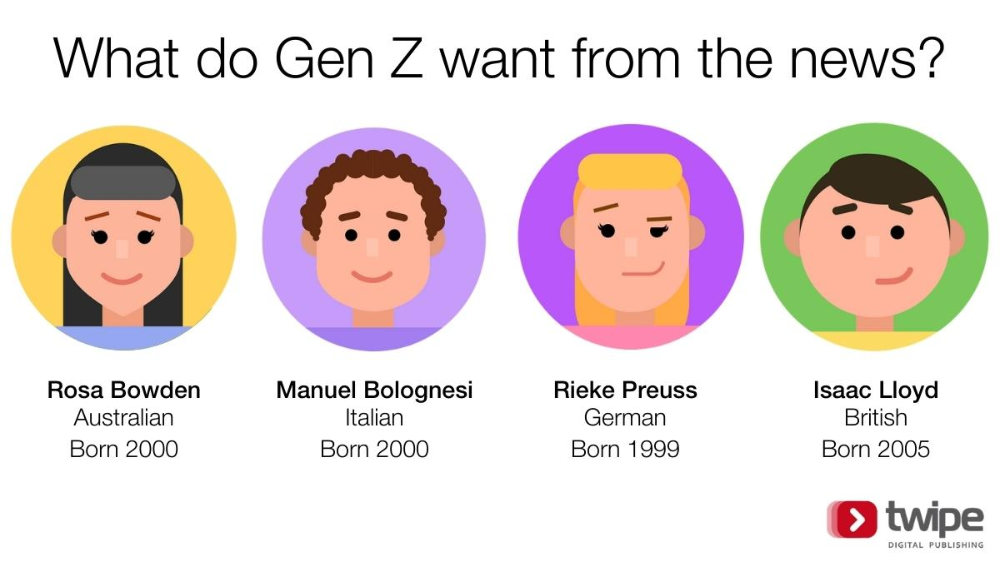 What do Gen Z want from the news?
Rosa Bowden
Australian
Born 2000
Manuel Bolognesi
Italian
Born 2000
Rieke Preuss
German
Born 1999
Isaac Lloyd
British
Born 2005
twipe
DIGITAL PUBLISHING